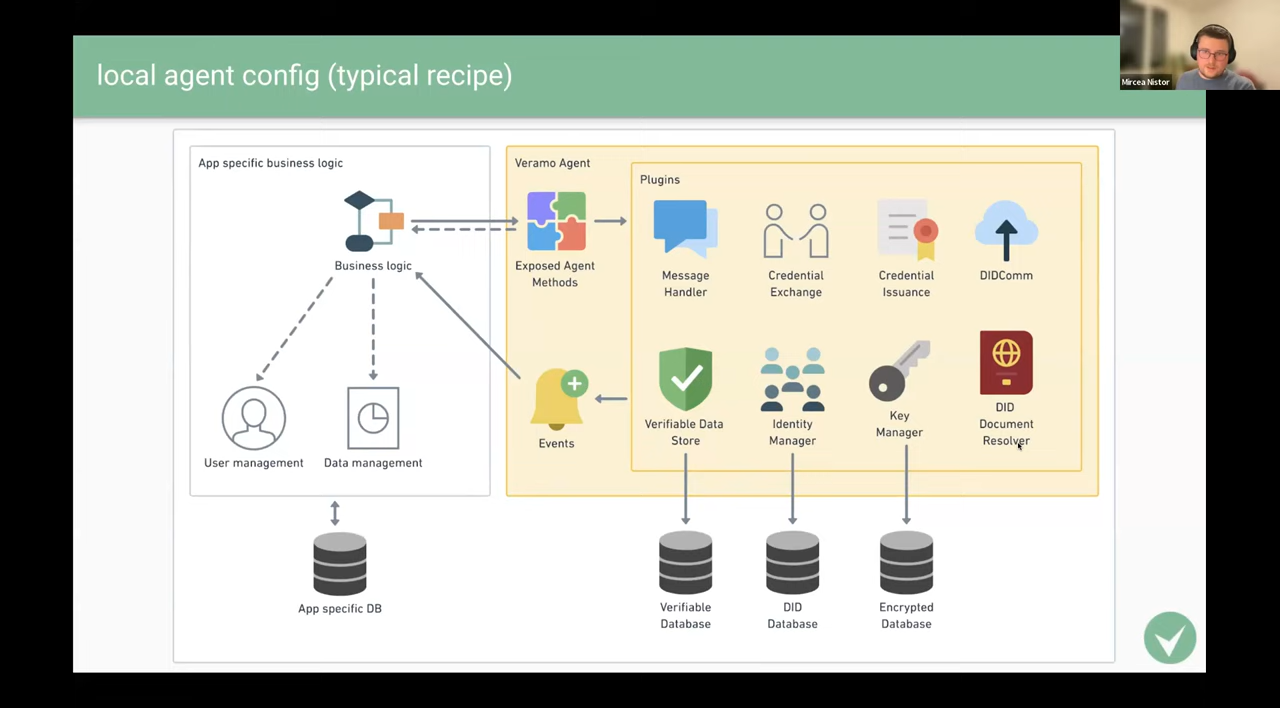 local agent config (typical recipe)
Mircea Nistor
App specific business logic
Business logic
User management
Data management
App specific DB
Veramo Agent
Exposed Agent
Methods
Events
Plugins
Message
Handler
Credential
Exchange
Credential
Issuance
DIDComm
Verifiable Data
Store
Identity
Manager
Key
Manager
DID
Document
Resolver
Verifiable
Database
DID
Database
Encrypted
Database